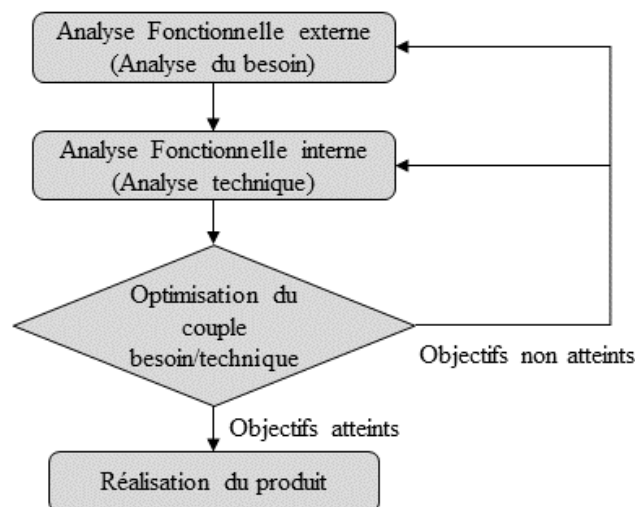 Analyse Fonctionnelle externe
(Analyse du besoin)
Analyse Fonctionnelle interne
(Analyse technique)
Optimisation du
couple
besoin/technique
Objectifs non atteints
Objectifs atteints
Réalisation du produit